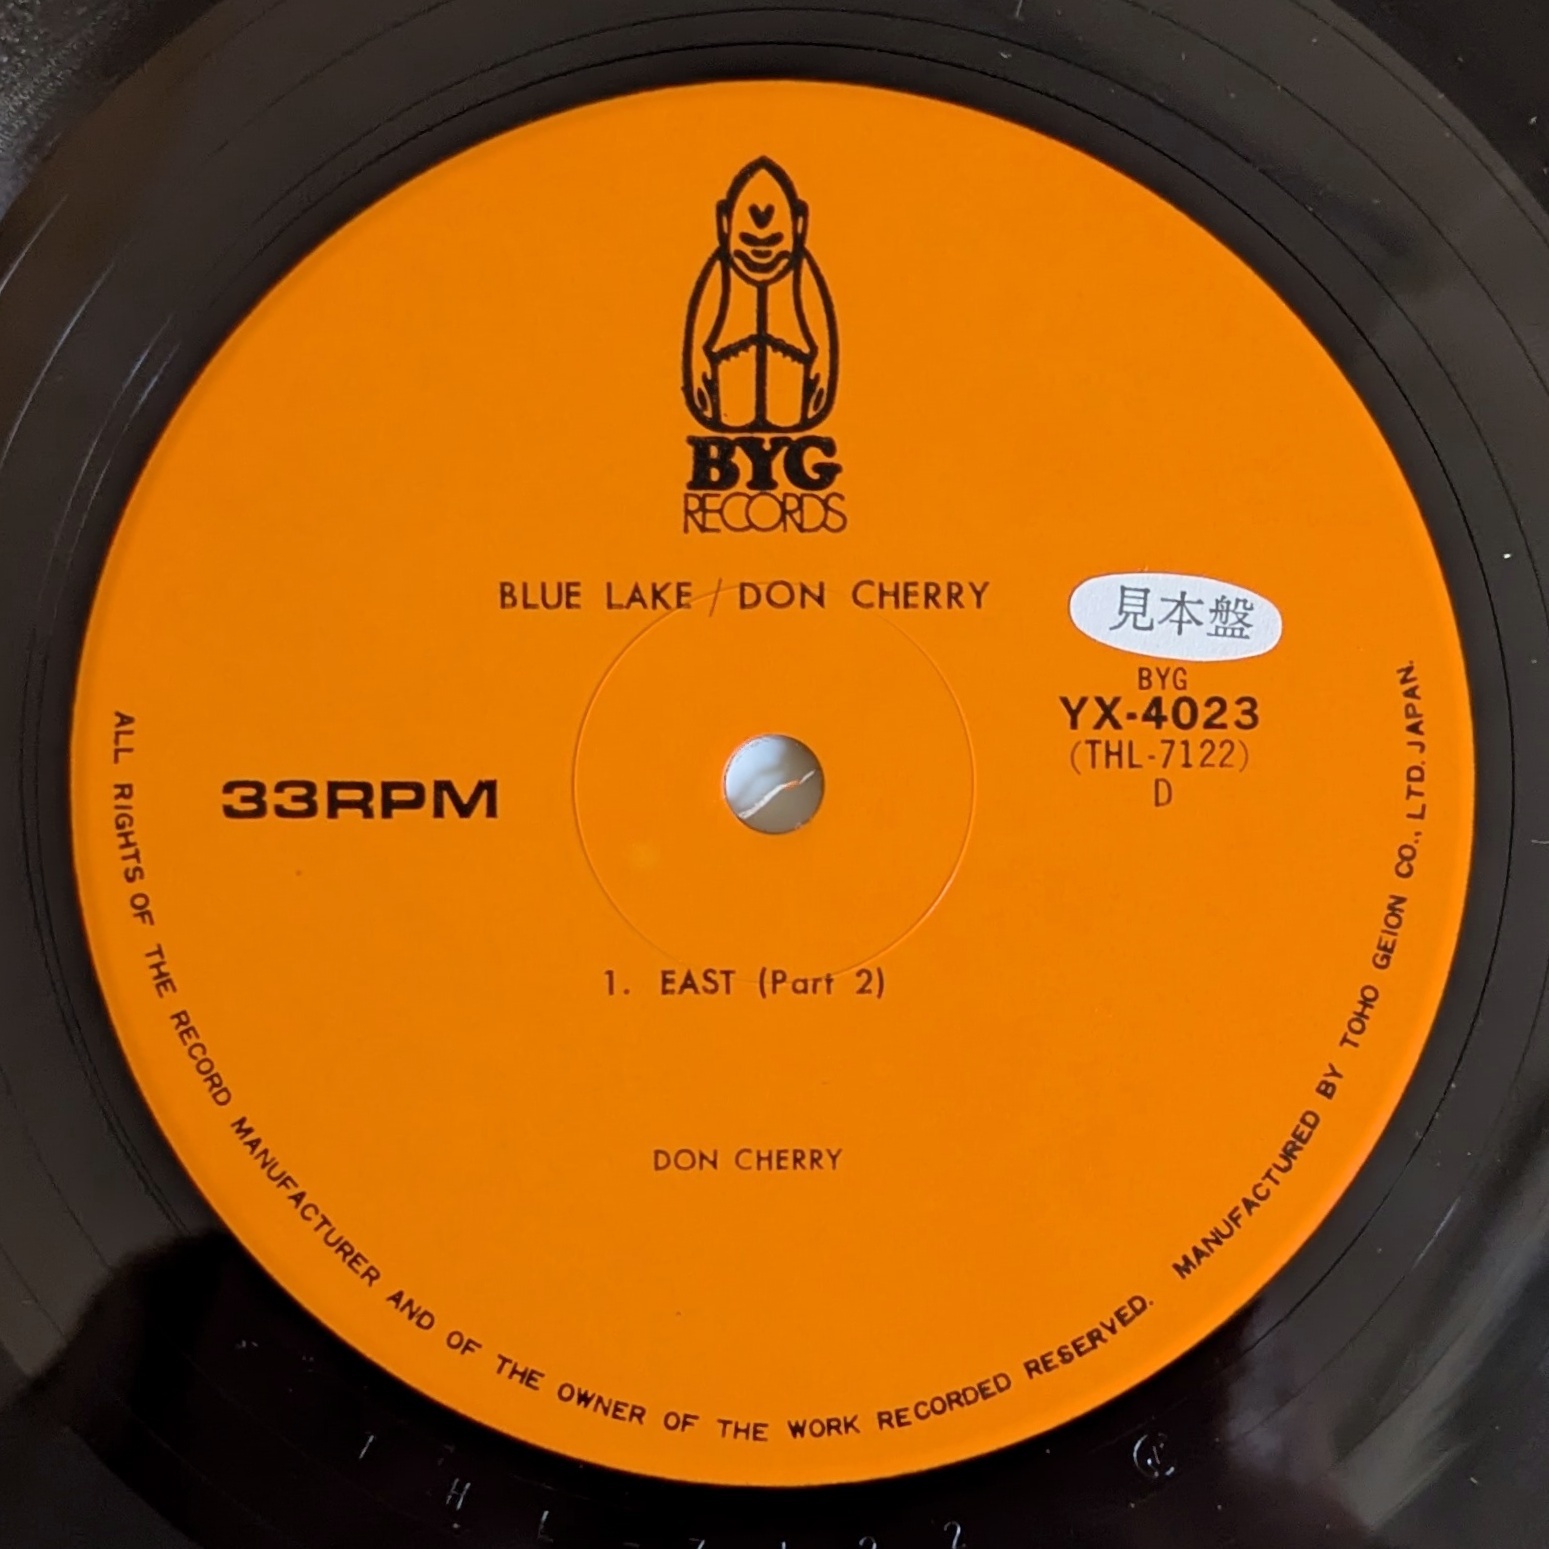 BYG
RECORDS
BLUE LAKE / DON CHERRY
見本盤
BYG
YX-4023
(THL-7122)
D
33RPM
1. EAST (Part 2)
DON CHERRY
ALL RIGHTS OF THE RECORD MANUFACTURER AND OF THE OWNER OF THE WORK RECORDED RESERVED. MANUFACTURED BY TOHO GEION CO., LTD. JAPAN.